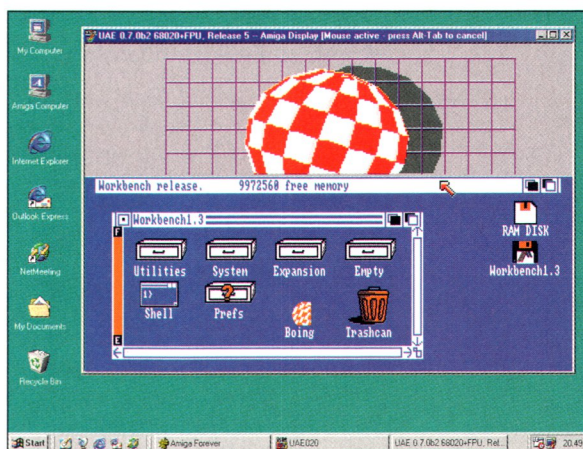 My Computer
Amiga Computer
Internet Explorer
Outlook Express
NetMeeting
My Documents
Recycle Bin
UAE 0.7.0b2 68020+FPU, Release 5 -- Amiga Display [Mouse active - press Alt-Tab to cancel]
Workbench release. 9972560 free memory
Workbench1.3
F
Utilities System Expansion Empty
1>
Shell Prefs Boing Trashcan
E
RAM DISK
Workbench1.3
Start Amiga Forever UAE020 UAE 0.7.0b2 68020+FPU, Rel... 20.49